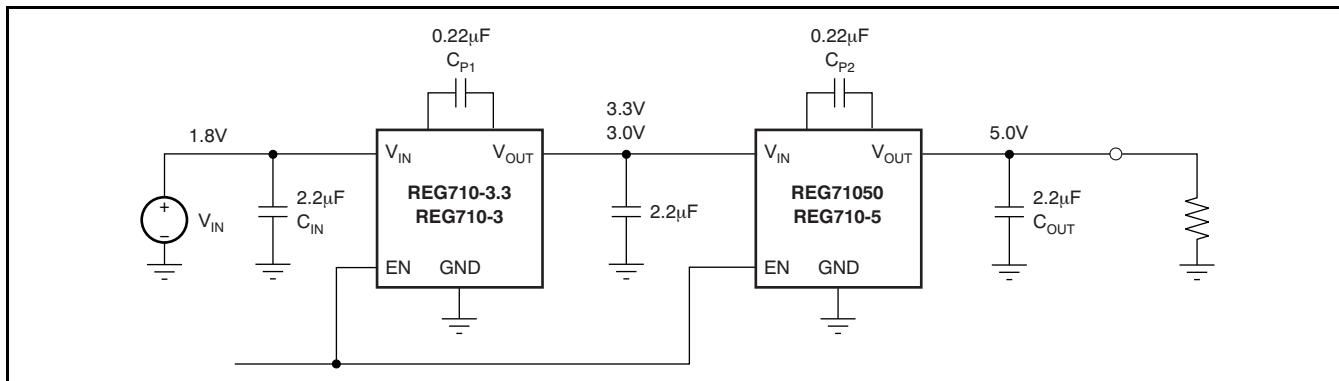 0.22μF
C_P1
0.22μF
C_P2
1.8V
3.3V
3.0V
5.0V
V_IN
V_OUT
V_IN
V_OUT
REG710-3.3
REG710-3
REG71050
REG710-5
+
−
V_IN
2.2μF
C_IN
2.2μF
2.2μF
C_OUT
EN
GND
EN
GND